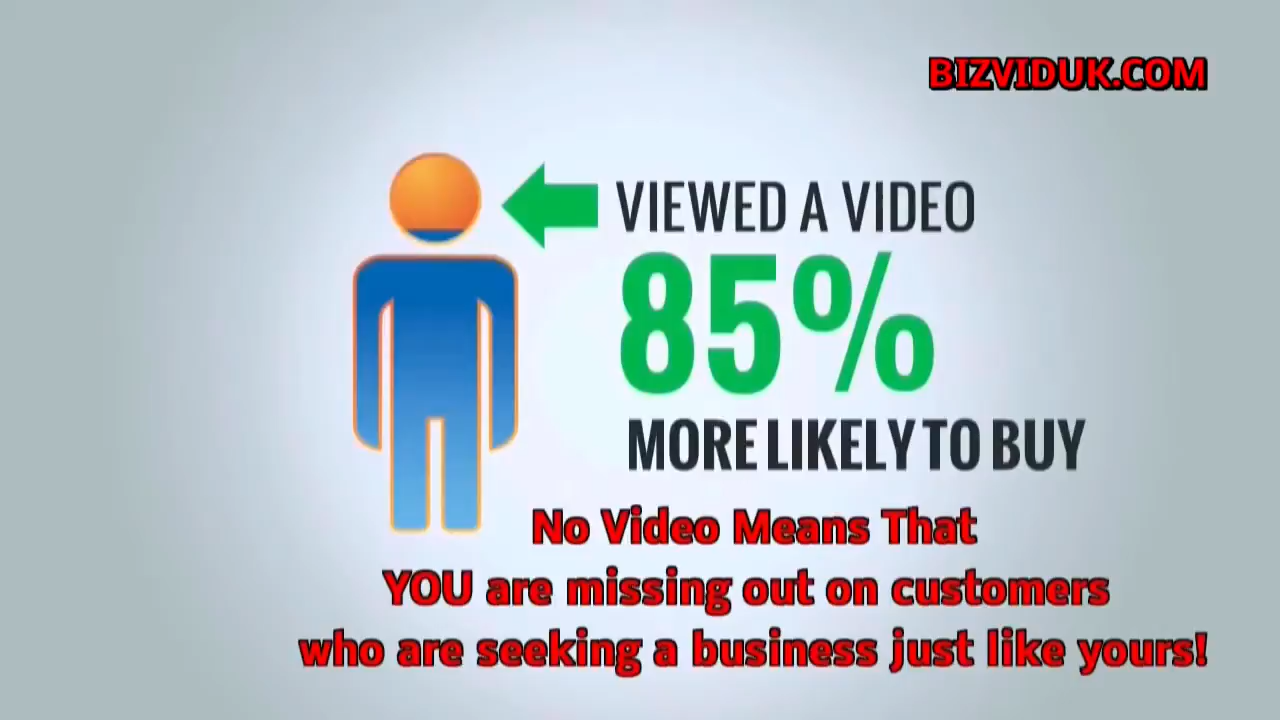 BIZVIDUK.COM
VIEWED A VIDEO
85%
MORE LIKELY TO BUY
No Video Means That
YOU are missing out on customers
who are seeking a business just like yours!